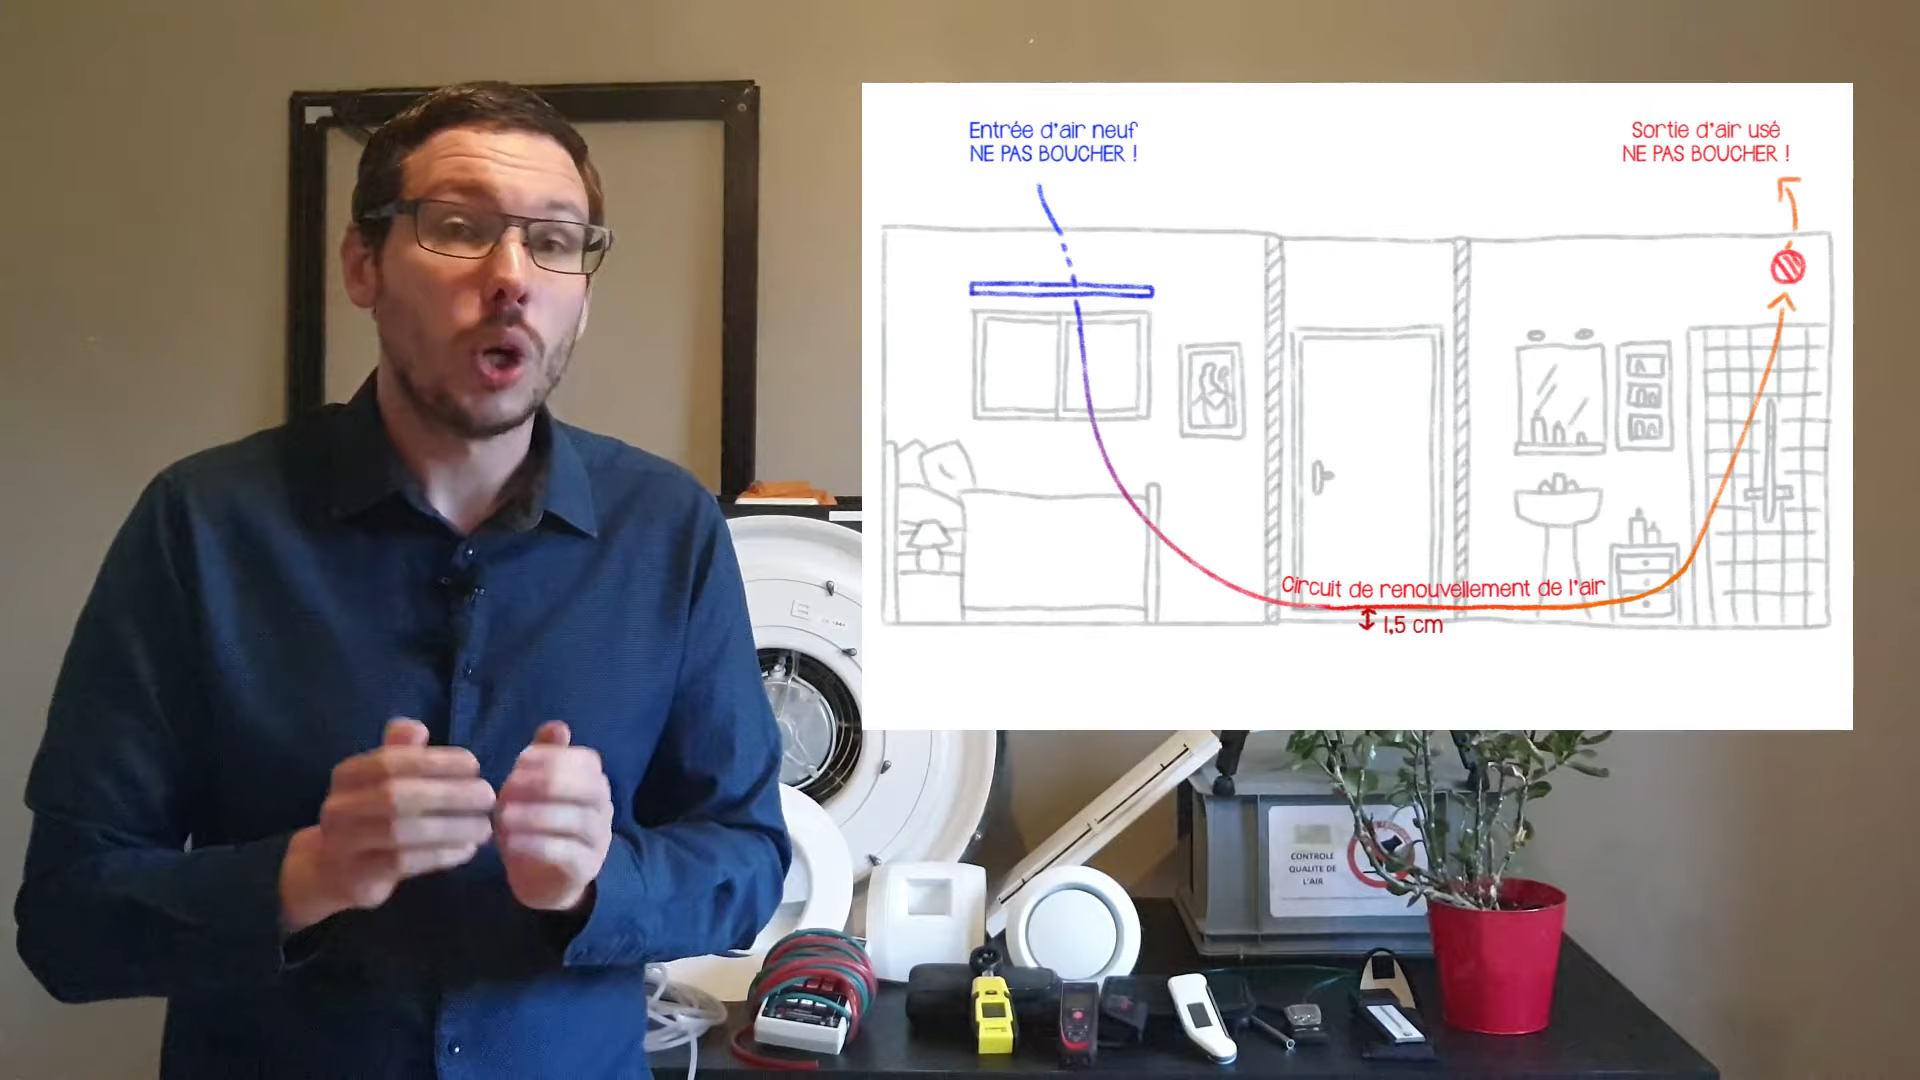 Entrée d'air neuf
NE PAS BOUCHER !
Sortie d'air usé
NE PAS BOUCHER !
Circuit de renouvellement de l'air
1,5 cm
CONTROLE
QUALITE DE
L'AIR